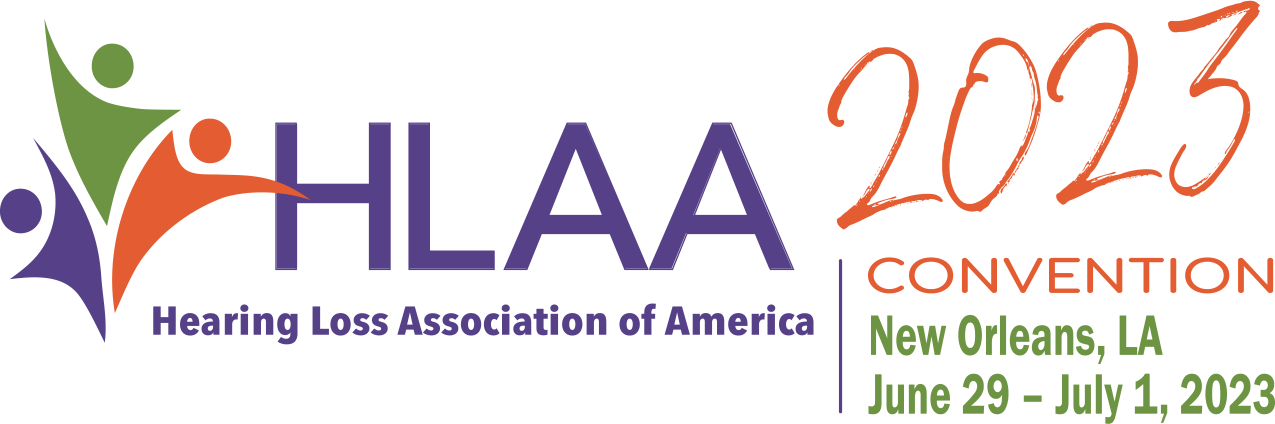 HLAA
Hearing Loss Association of America
2023
CONVENTION
New Orleans, LA
June 29 – July 1, 2023